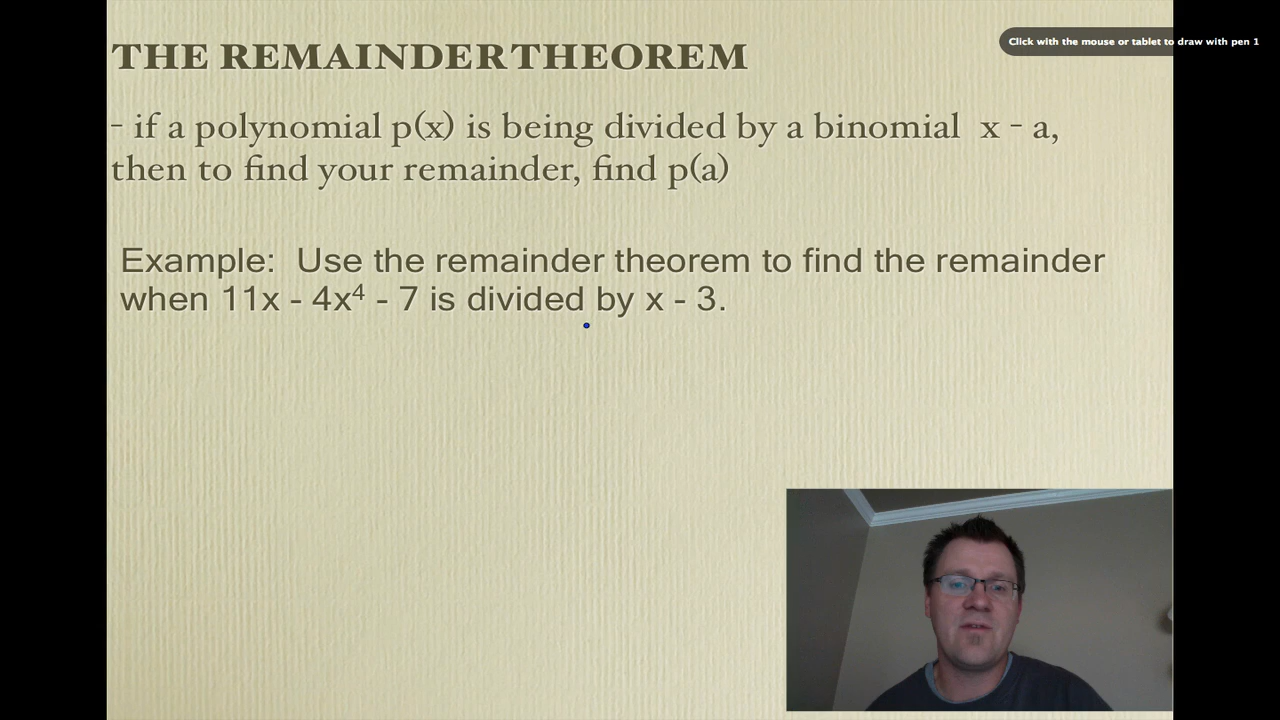 THE REMAINDER THEOREM
Click with the mouse or tablet to draw with pen 1
- if a polynomial p(x) is being divided by a binomial x - a,
then to find your remainder, find p(a)
Example: Use the remainder theorem to find the remainder
when 11x - 4x⁴ - 7 is divided by x - 3.